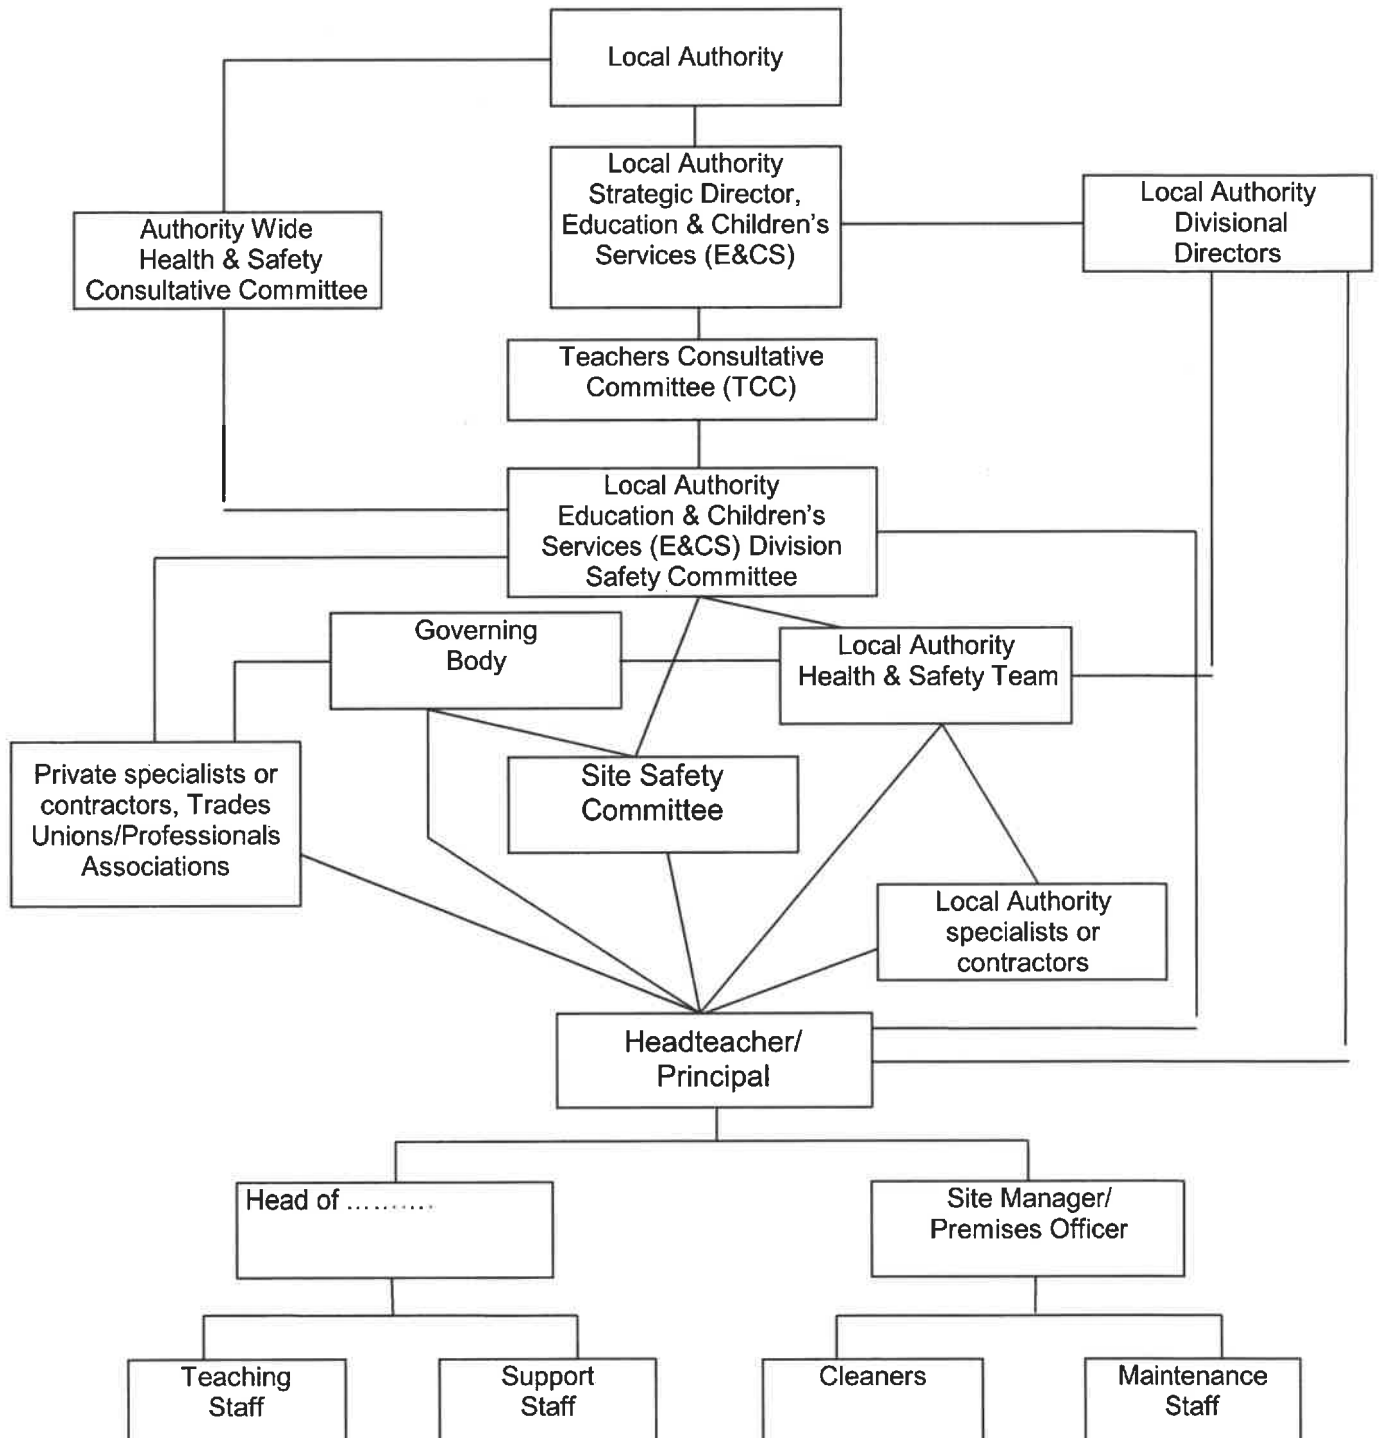 Local Authority
Local Authority
Strategic Director,
Education & Children's
Services (E&CS)
Local Authority
Divisional
Directors
Authority Wide
Health & Safety
Consultative Committee
Teachers Consultative
Committee (TCC)
Local Authority
Education & Children's
Services (E&CS) Division
Safety Committee
Governing
Body
Local Authority
Health & Safety Team
Private specialists or
contractors, Trades
Unions/Professionals
Associations
Site Safety
Committee
Local Authority
specialists or
contractors
Headteacher/
Principal
Head of ..........
Site Manager/
Premises Officer
Teaching
Staff
Support
Staff
Cleaners
Maintenance
Staff